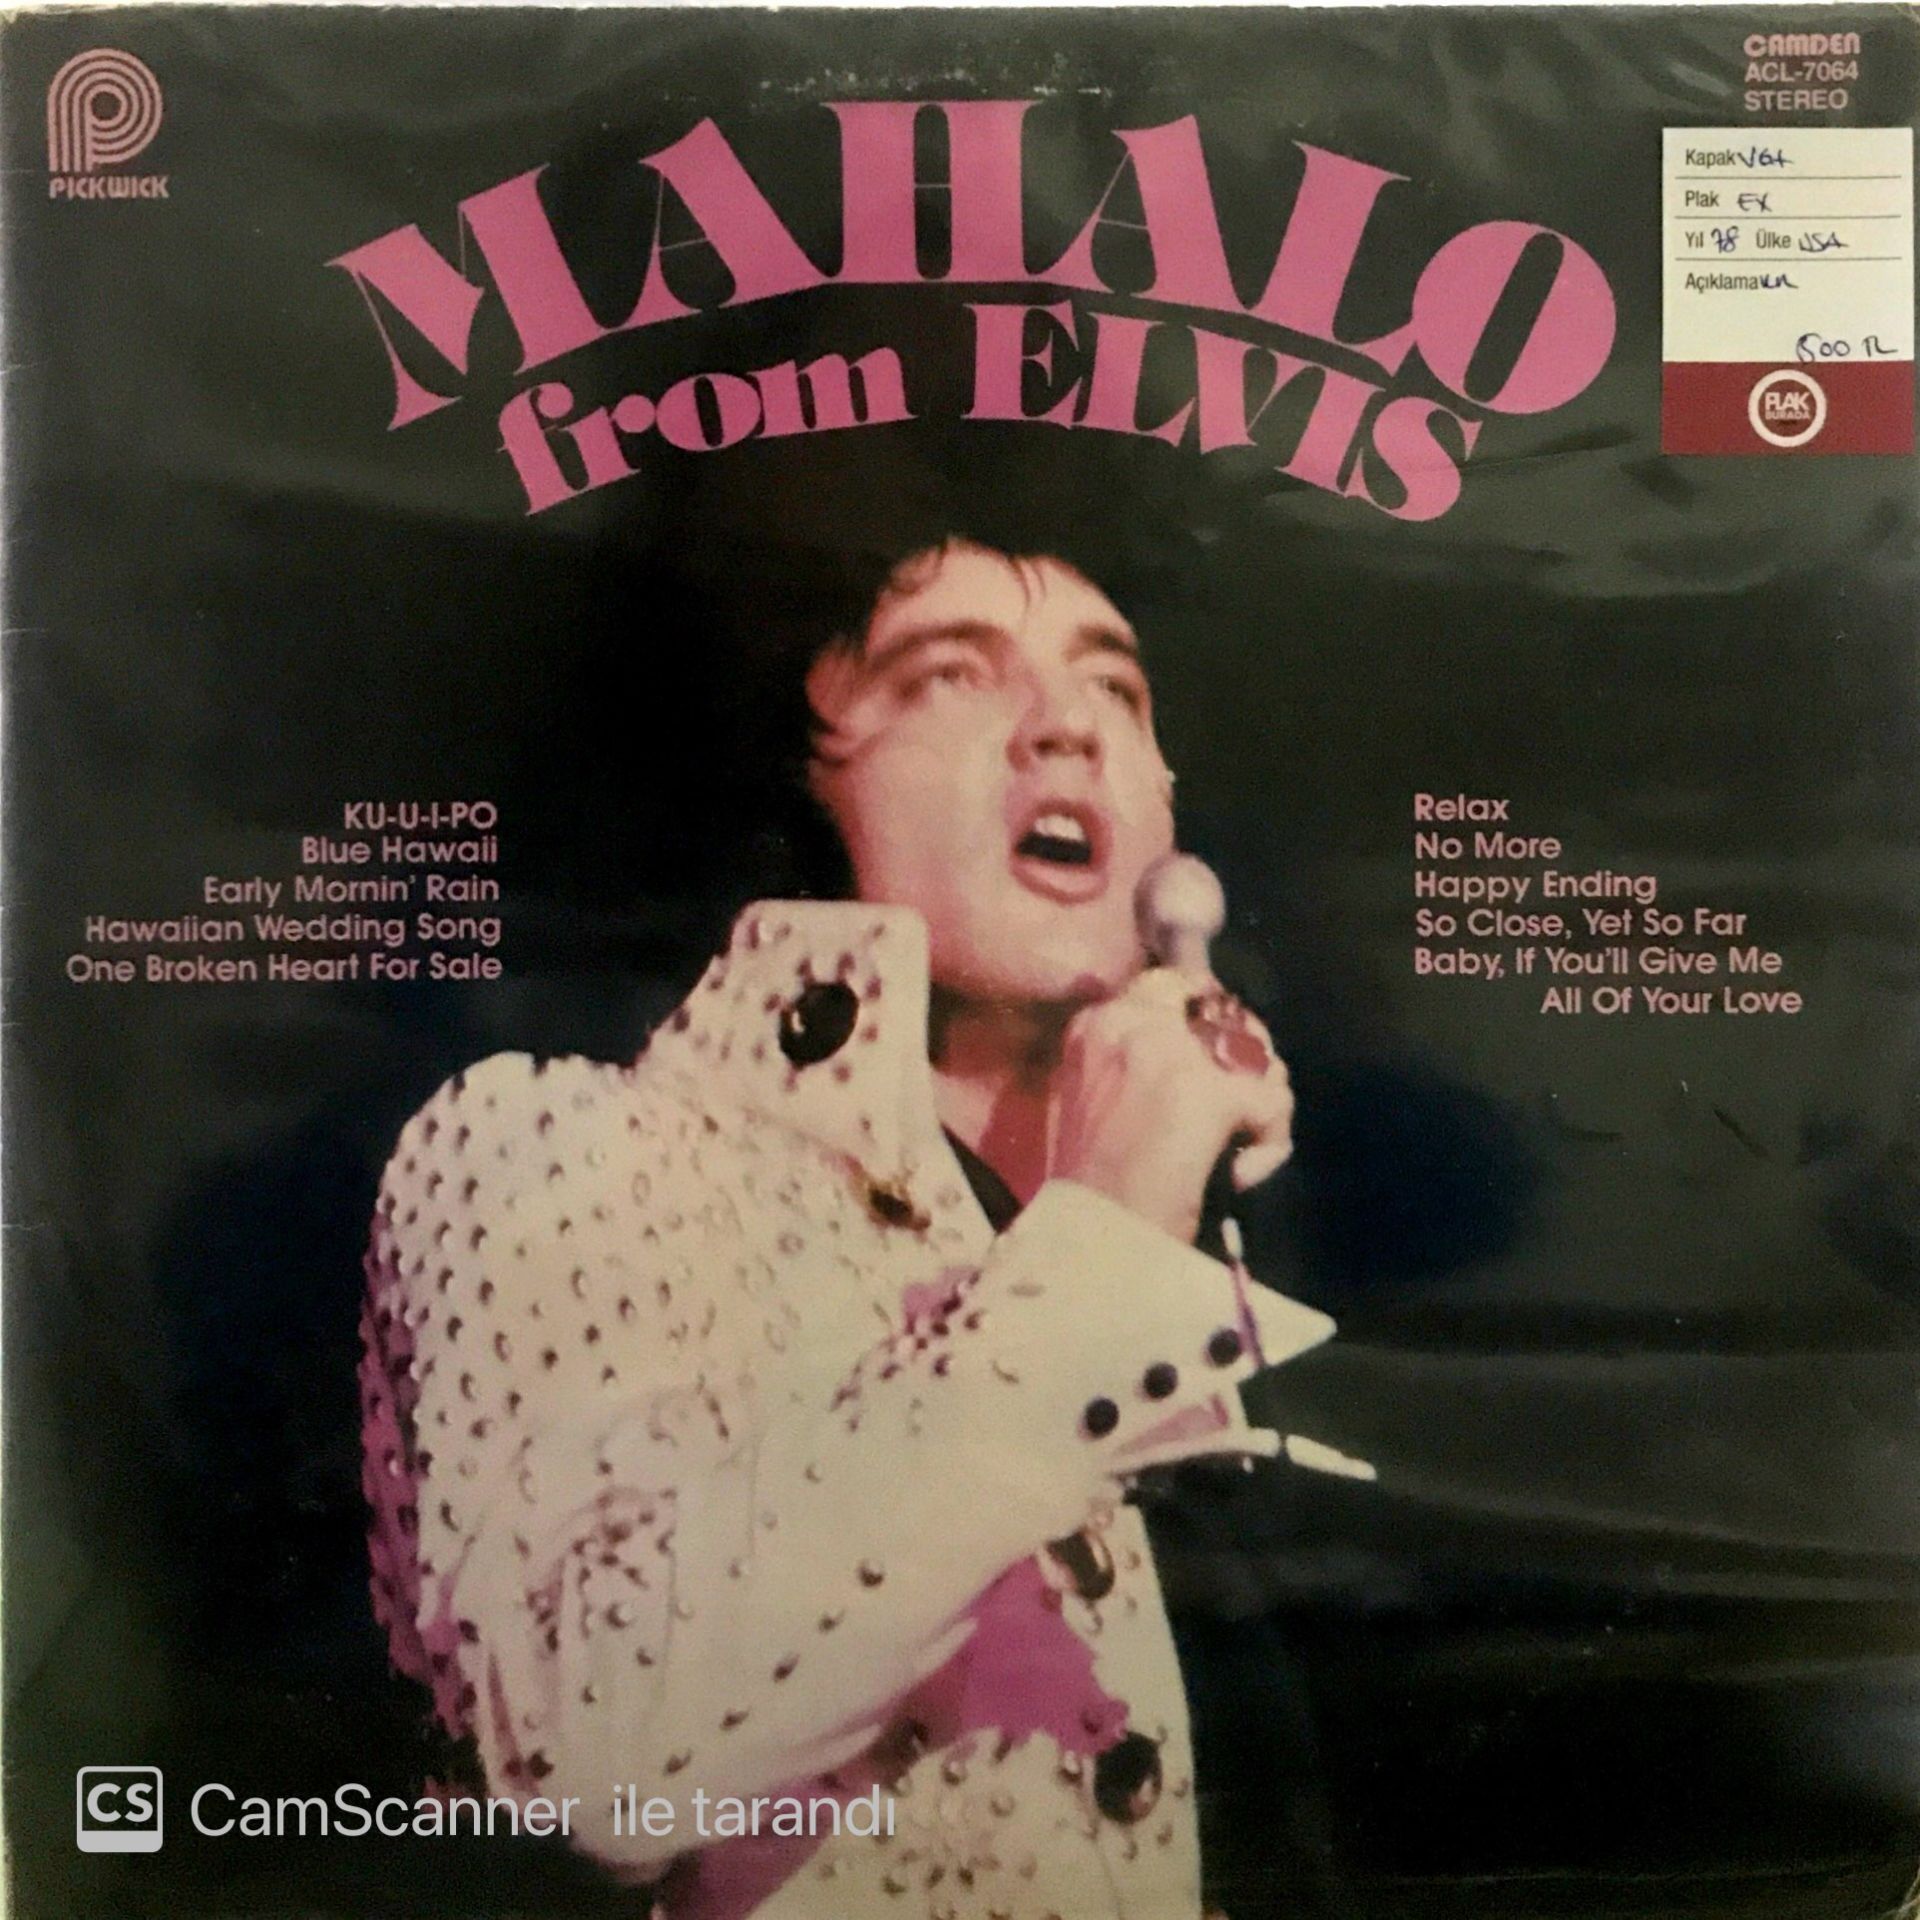 PICKWICK
CAMDEN
ACL-7064
STEREO
MAHALO
from ELVIS
Kapak VG+
Plak EX
Yıl 78 Ülke USA
Açıklama
500 TL
PLAK
BURADA
KU-U-I-PO
Blue Hawaii
Early Mornin' Rain
Hawaiian Wedding Song
One Broken Heart For Sale
Relax
No More
Happy Ending
So Close, Yet So Far
Baby, If You'll Give Me
All Of Your Love
CS CamScanner ile tarandı